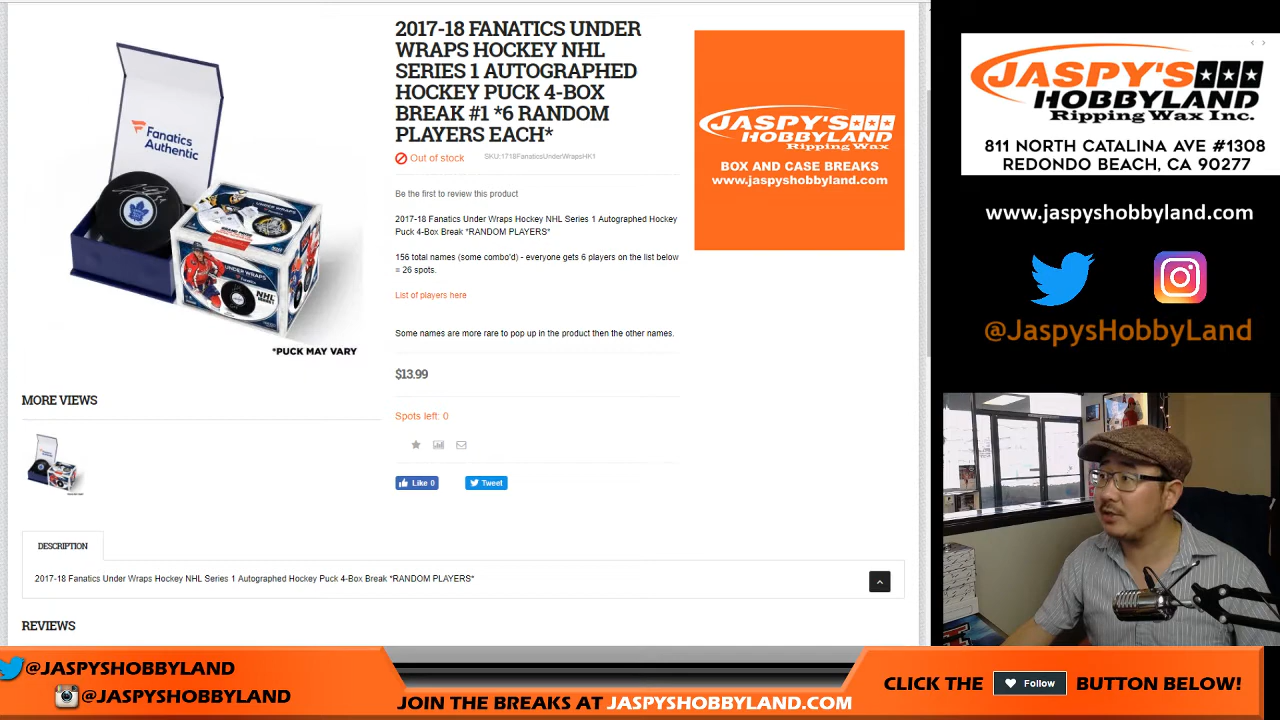 2017-18 FANATICS UNDER
WRAPS HOCKEY NHL
SERIES 1 AUTOGRAPHED
HOCKEY PUCK 4-BOX
BREAK #1 *6 RANDOM
PLAYERS EACH*
Out of stock
SKU:1718FanaticsUnderWrapsHK1
Be the first to review this product
2017-18 Fanatics Under Wraps Hockey NHL Series 1 Autographed Hockey
Puck 4-Box Break *RANDOM PLAYERS*
156 total names (some combo'd) - everyone gets 6 players on the list below
= 26 spots.
List of players here
Some names are more rare to pop up in the product then the other names.
$13.99
Spots left: 0
Like 0
Tweet
Fanatics
Authentic
UNDER WRAPS
NHL
*PUCK MAY VARY
MORE VIEWS
DESCRIPTION
2017-18 Fanatics Under Wraps Hockey NHL Series 1 Autographed Hockey Puck 4-Box Break *RANDOM PLAYERS*
REVIEWS
JASPY'S
HOBBYLAND
Ripping Wax
BOX AND CASE BREAKS
www.jaspyshobbyland.com
JASPY'S
HOBBYLAND
Ripping Wax Inc.
811 NORTH CATALINA AVE #1308
REDONDO BEACH, CA 90277
www.jaspyshobbyland.com
@JaspysHobbyLand
@JASPYSHOBBYLAND
@JASPYSHOBBYLAND
JOIN THE BREAKS AT JASPYSHOBBYLAND.COM
CLICK THE Follow BUTTON BELOW!